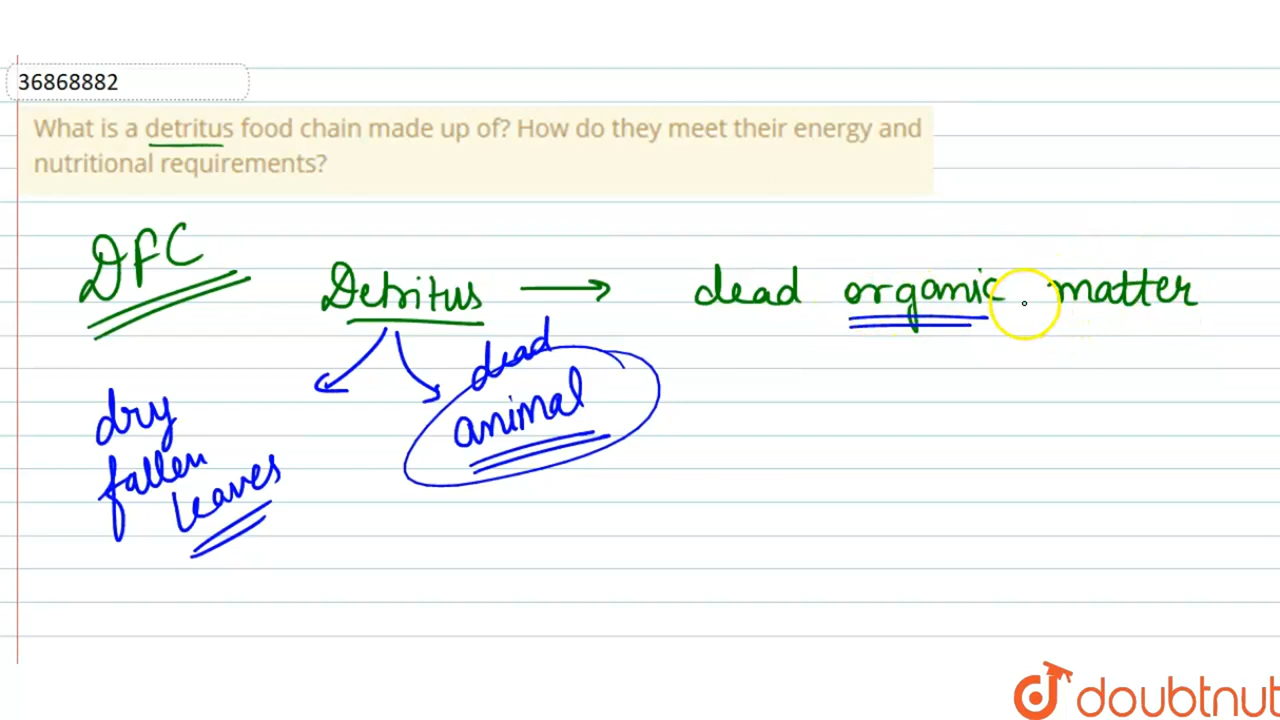 36868882
What is a detritus food chain made up of? How do they meet their energy and
nutritional requirements?
DFC
Detritus → dead organic matter
dead
animal
dry
fallen
leaves
doubtnut